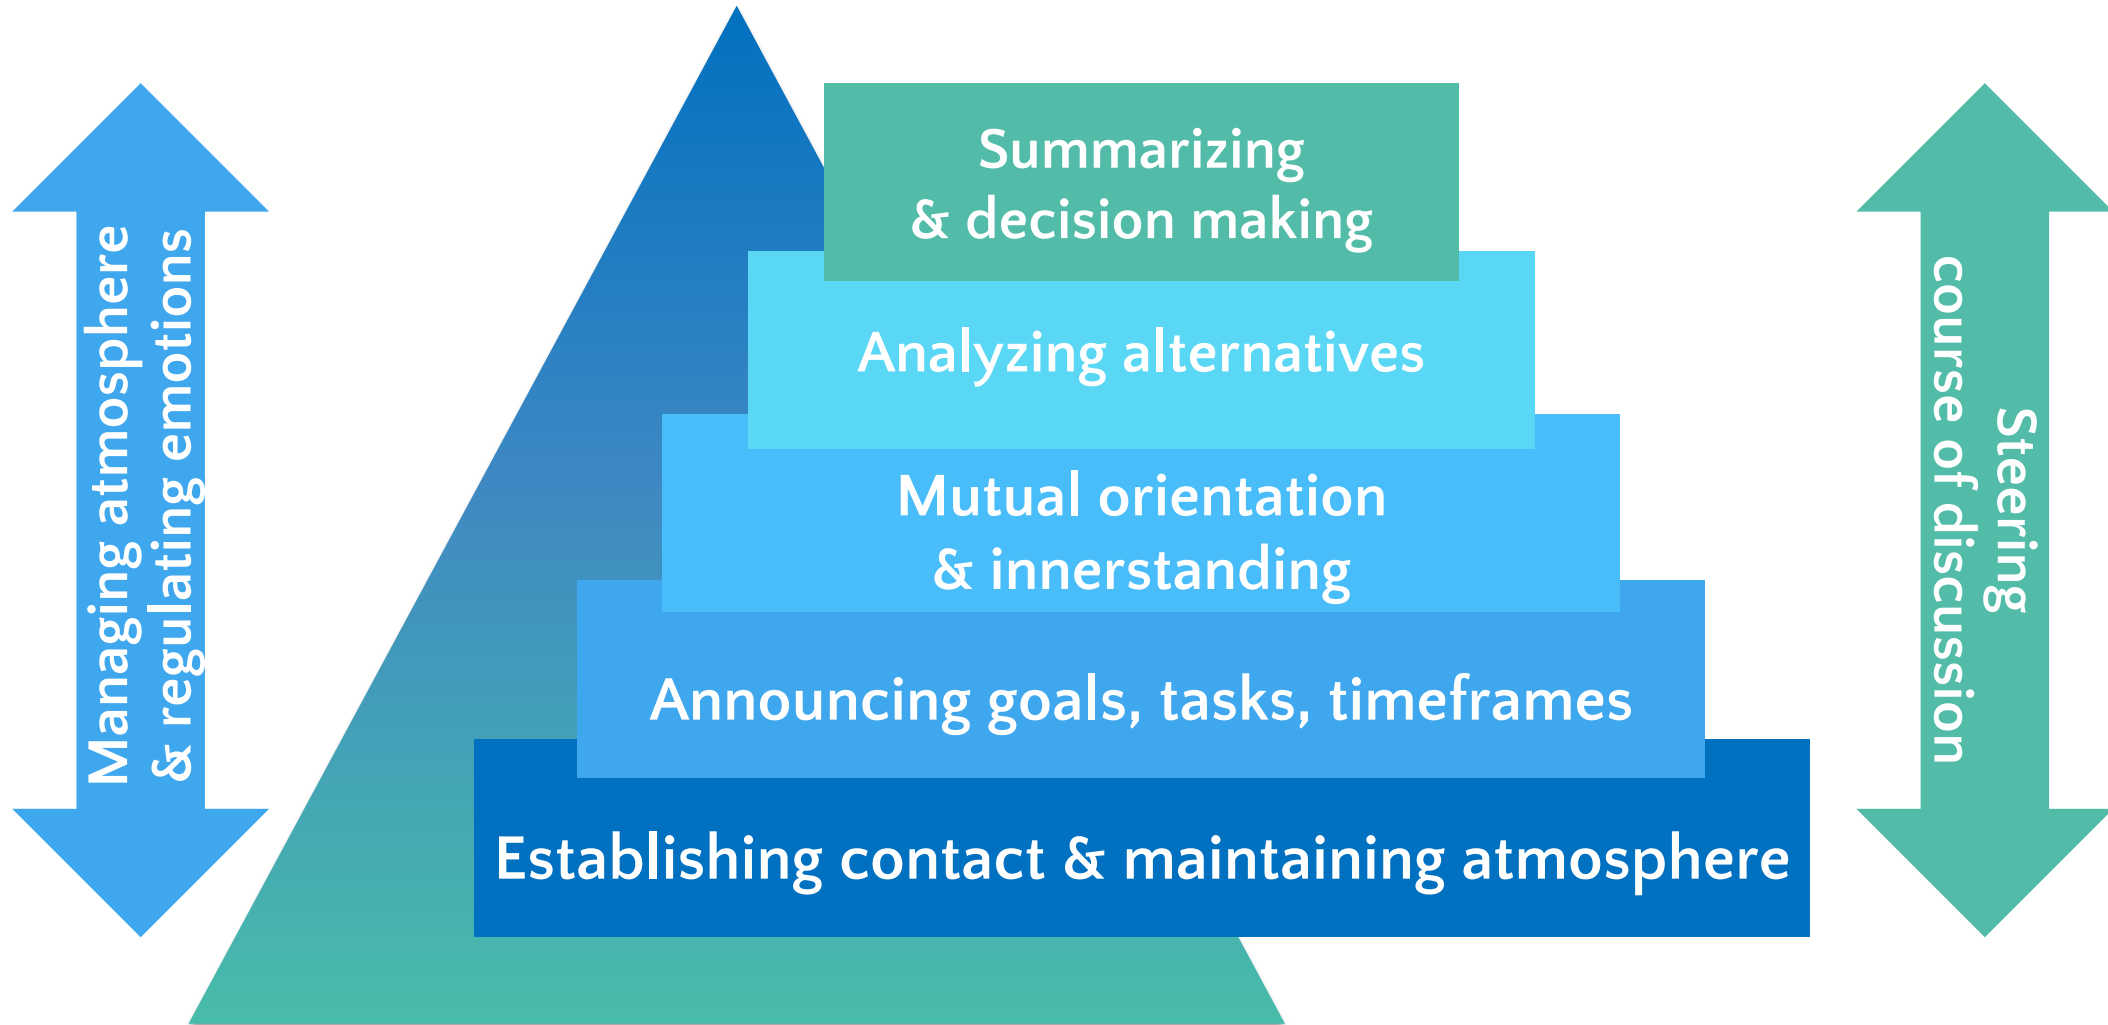 Managing atmosphere
& regulating emotions
Summarizing
& decision making
Analyzing alternatives
Mutual orientation
& innerstanding
Announcing goals, tasks, timeframes
Establishing contact & maintaining atmosphere
Steering
course of discussion